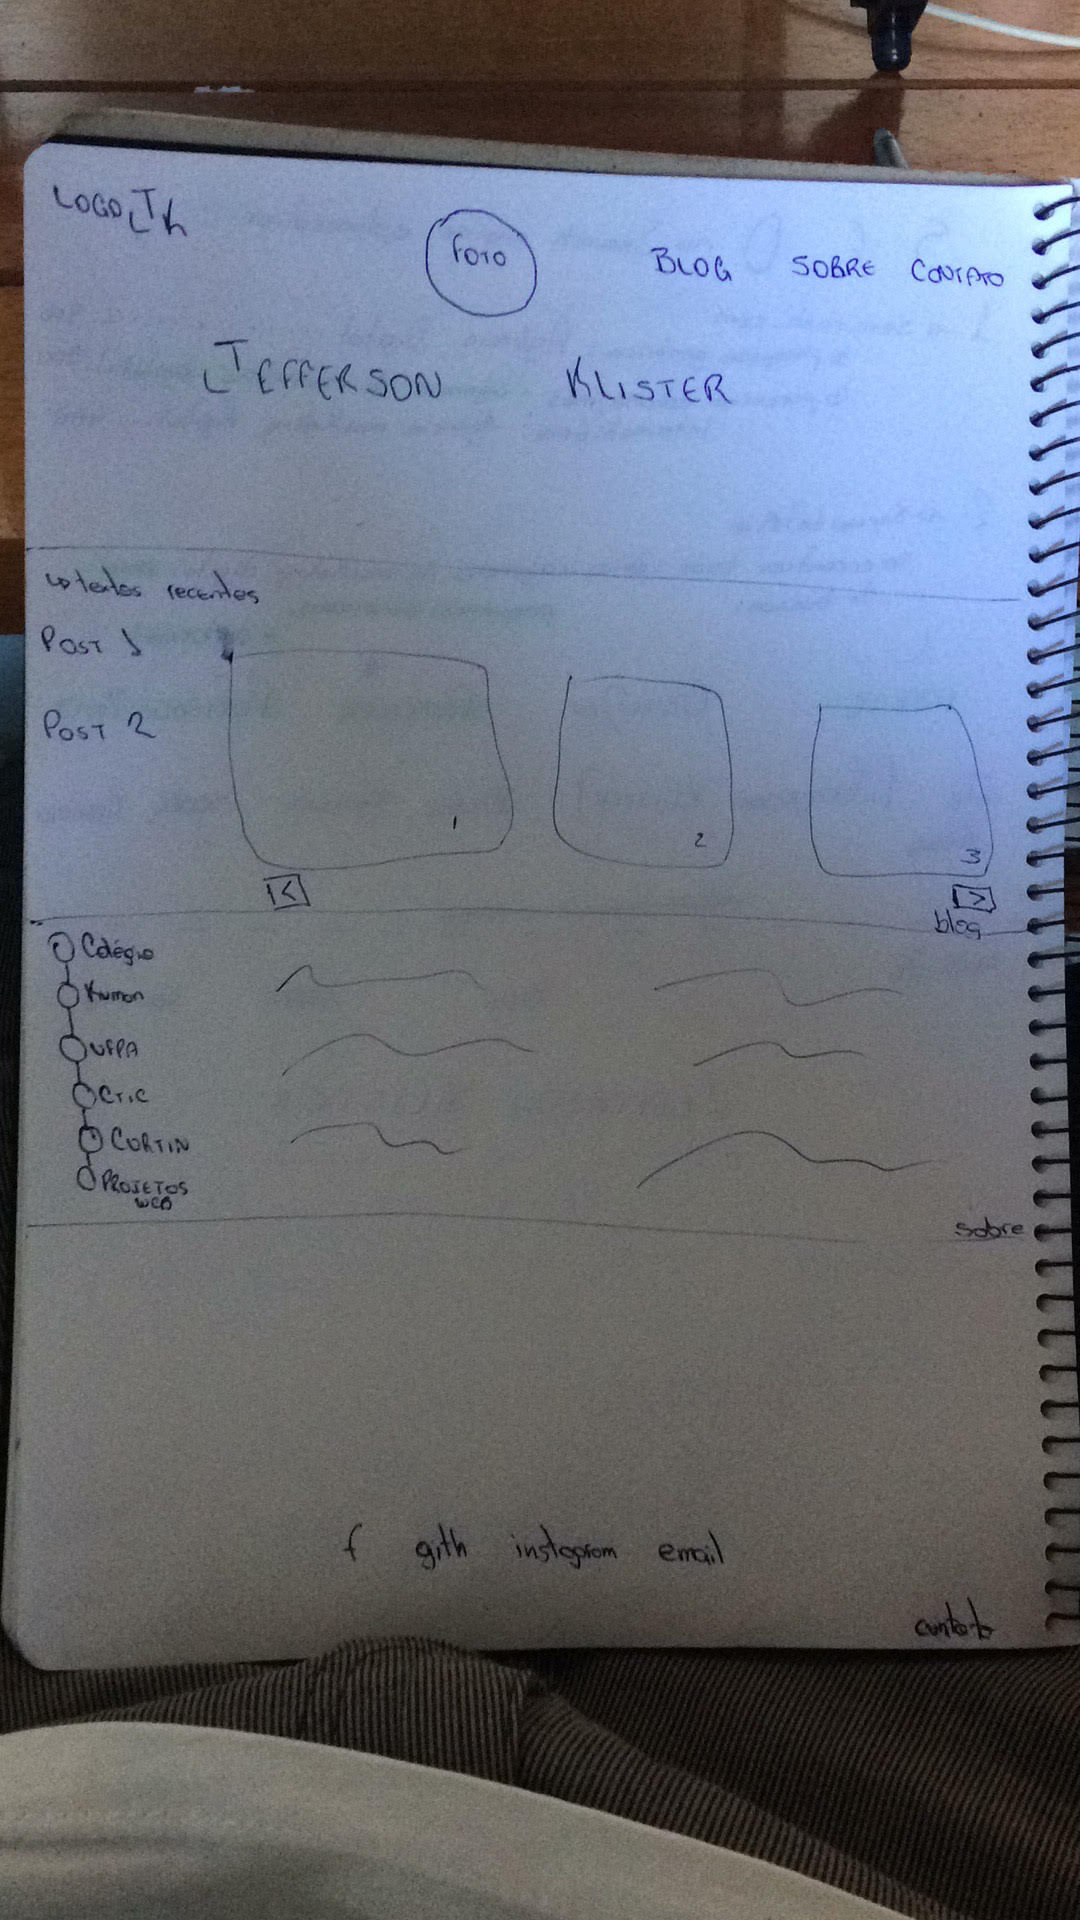 LOGO JK
FOTO
BLOG SOBRE CONTATO
JEFFERSON KLISTER
↳ textos recentes
POST 1
POST 2
1
2
3
<
>
blog
Colégio
Kumon
UFPA
CTIC
CORTIN
PROJETOS
WEB
sobre
f gith instagram email
contato